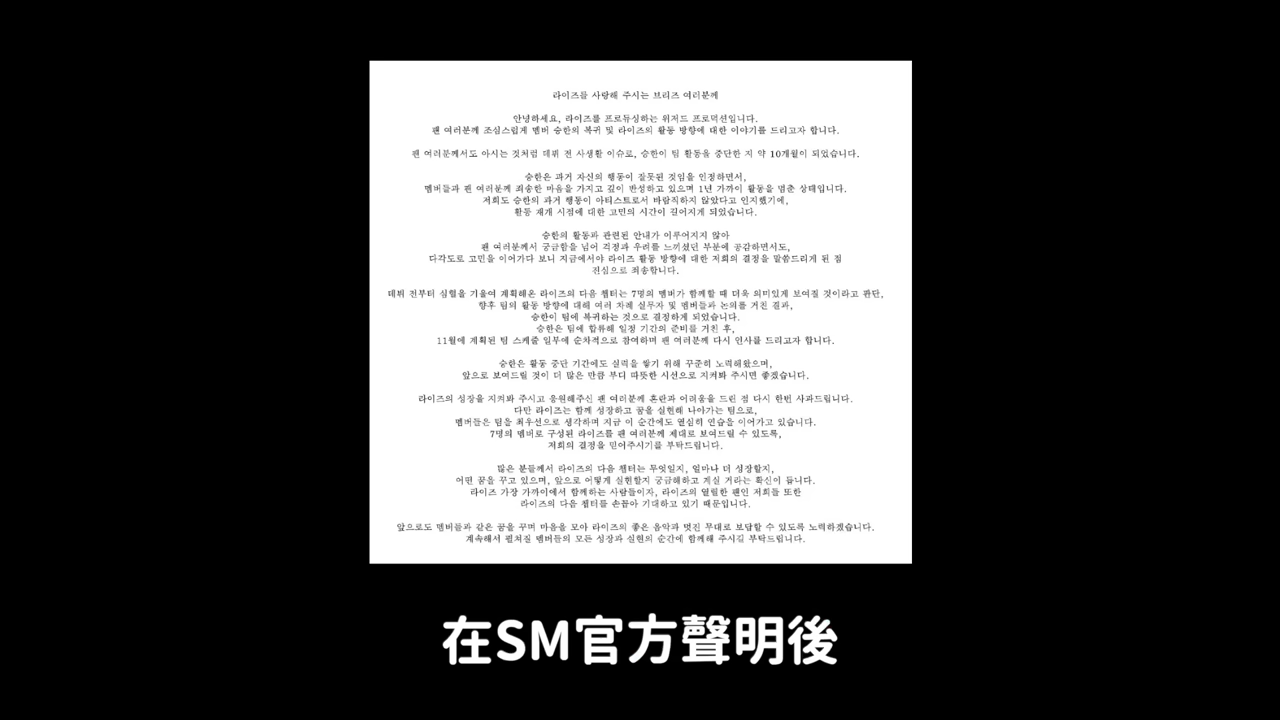 라이즈를 사랑해 주시는 브리즈 여러분께
안녕하세요, 라이즈를 프로듀싱하는 위저드 프로덕션입니다.
팬 여러분께 조심스럽게 멤버 승한의 복귀 및 라이즈의 활동 방향에 대한 이야기를 드리고자 합니다.
팬 여러분께서도 아시는 것처럼 데뷔 전 사생활 이슈로, 승한이 팀 활동을 중단한 지 약 10개월이 되었습니다.
승한은 과거 자신의 행동이 잘못된 것임을 인정하면서,
멤버들과 팬 여러분께 죄송한 마음을 가지고 깊이 반성하고 있으며 1년 가까이 활동을 멈춘 상태입니다.
저희도 승한의 과거 행동이 아티스트로서 바람직하지 않았다고 인지했기에,
활동 재개 시점에 대한 고민의 시간이 길어지게 되었습니다.
승한의 활동과 관련된 안내가 이루어지지 않아
팬 여러분께서 궁금함을 넘어 걱정과 우려를 느끼셨던 부분에 공감하면서도,
다각도로 고민을 이어가다 보니 지금에서야 라이즈 활동 방향에 대한 저희의 결정을 말씀드리게 된 점
진심으로 죄송합니다.
데뷔 전부터 심혈을 기울여 계획해온 라이즈의 다음 챕터는 7명의 멤버가 함께할 때 더욱 의미있게 보여질 것이라고 판단,
향후 팀의 활동 방향에 대해 여러 차례 실무자 및 멤버들과 논의를 거친 결과,
승한이 팀에 복귀하는 것으로 결정하게 되었습니다.
승한은 팀에 합류해 일정 기간의 준비를 거친 후,
11월에 계획된 팀 스케줄 일부에 순차적으로 참여하며 팬 여러분께 다시 인사를 드리고자 합니다.
승한은 활동 중단 기간에도 실력을 쌓기 위해 꾸준히 노력해왔으며,
앞으로 보여드릴 것이 더 많은 만큼 부디 따뜻한 시선으로 지켜봐 주시면 좋겠습니다.
라이즈의 성장을 지켜봐 주시고 응원해주신 팬 여러분께 혼란과 어려움을 드린 점 다시 한번 사과드립니다.
다만 라이즈는 함께 성장하고 꿈을 실현해 나아가는 팀으로,
멤버들은 팀을 최우선으로 생각하며 지금 이 순간에도 열심히 연습을 이어가고 있습니다.
7명의 멤버로 구성된 라이즈를 팬 여러분께 제대로 보여드릴 수 있도록,
저희의 결정을 믿어주시기를 부탁드립니다.
많은 분들께서 라이즈의 다음 챕터는 무엇일지, 얼마나 더 성장할지,
어떤 꿈을 꾸고 있으며, 앞으로 어떻게 실현할지 궁금해하고 계실 거라는 확신이 듭니다.
라이즈 가장 가까이에서 함께하는 사람들이자, 라이즈의 열렬한 팬인 저희들 또한
라이즈의 다음 챕터를 손꼽아 기대하고 있기 때문입니다.
앞으로도 멤버들과 같은 꿈을 꾸며 마음을 모아 라이즈의 좋은 음악과 멋진 무대로 보답할 수 있도록 노력하겠습니다.
계속해서 펼쳐질 멤버들의 모든 성장과 실현의 순간에 함께해 주시길 부탁드립니다.
在SM官方聲明後